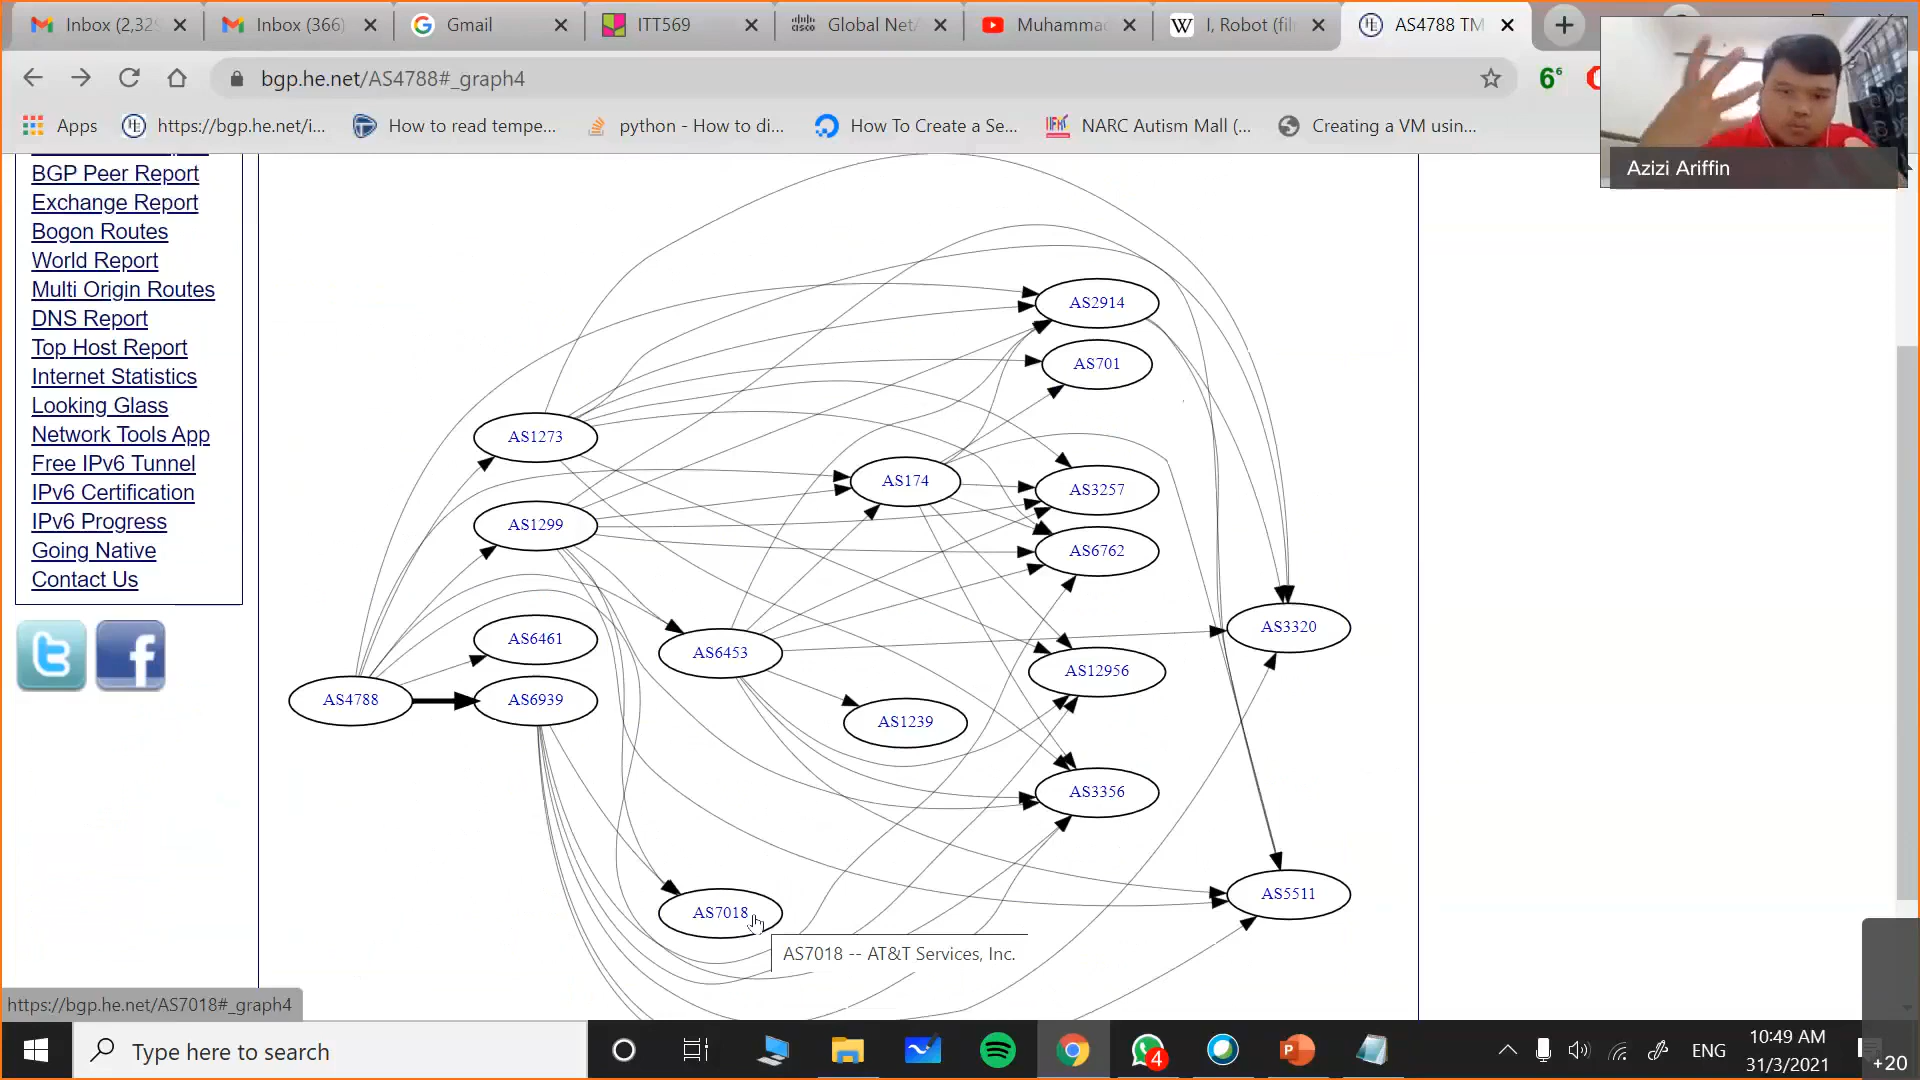 Inbox (2,329
Inbox (366)
Gmail
ITT569
Global Net
Muhammad
I, Robot (fil
AS4788 TM
bgp.he.net/AS4788#_graph4
Apps
https://bgp.he.net/i...
How to read tempe...
python - How to di...
How To Create a Se...
NARC Autism Mall (...
Creating a VM usin...
Azizi Ariffin
BGP Peer Report
Exchange Report
Bogon Routes
World Report
Multi Origin Routes
DNS Report
Top Host Report
Internet Statistics
Looking Glass
Network Tools App
Free IPv6 Tunnel
IPv6 Certification
IPv6 Progress
Going Native
Contact Us
AS2914
AS701
AS1273
AS174
AS3257
AS1299
AS6762
AS6461
AS3320
AS6453
AS12956
AS4788
AS6939
AS1239
AS3356
AS5511
AS7018
AS7018 -- AT&T Services, Inc.
https://bgp.he.net/AS7018#_graph4
Type here to search
4
ENG
10:49 AM
31/3/2021
+20